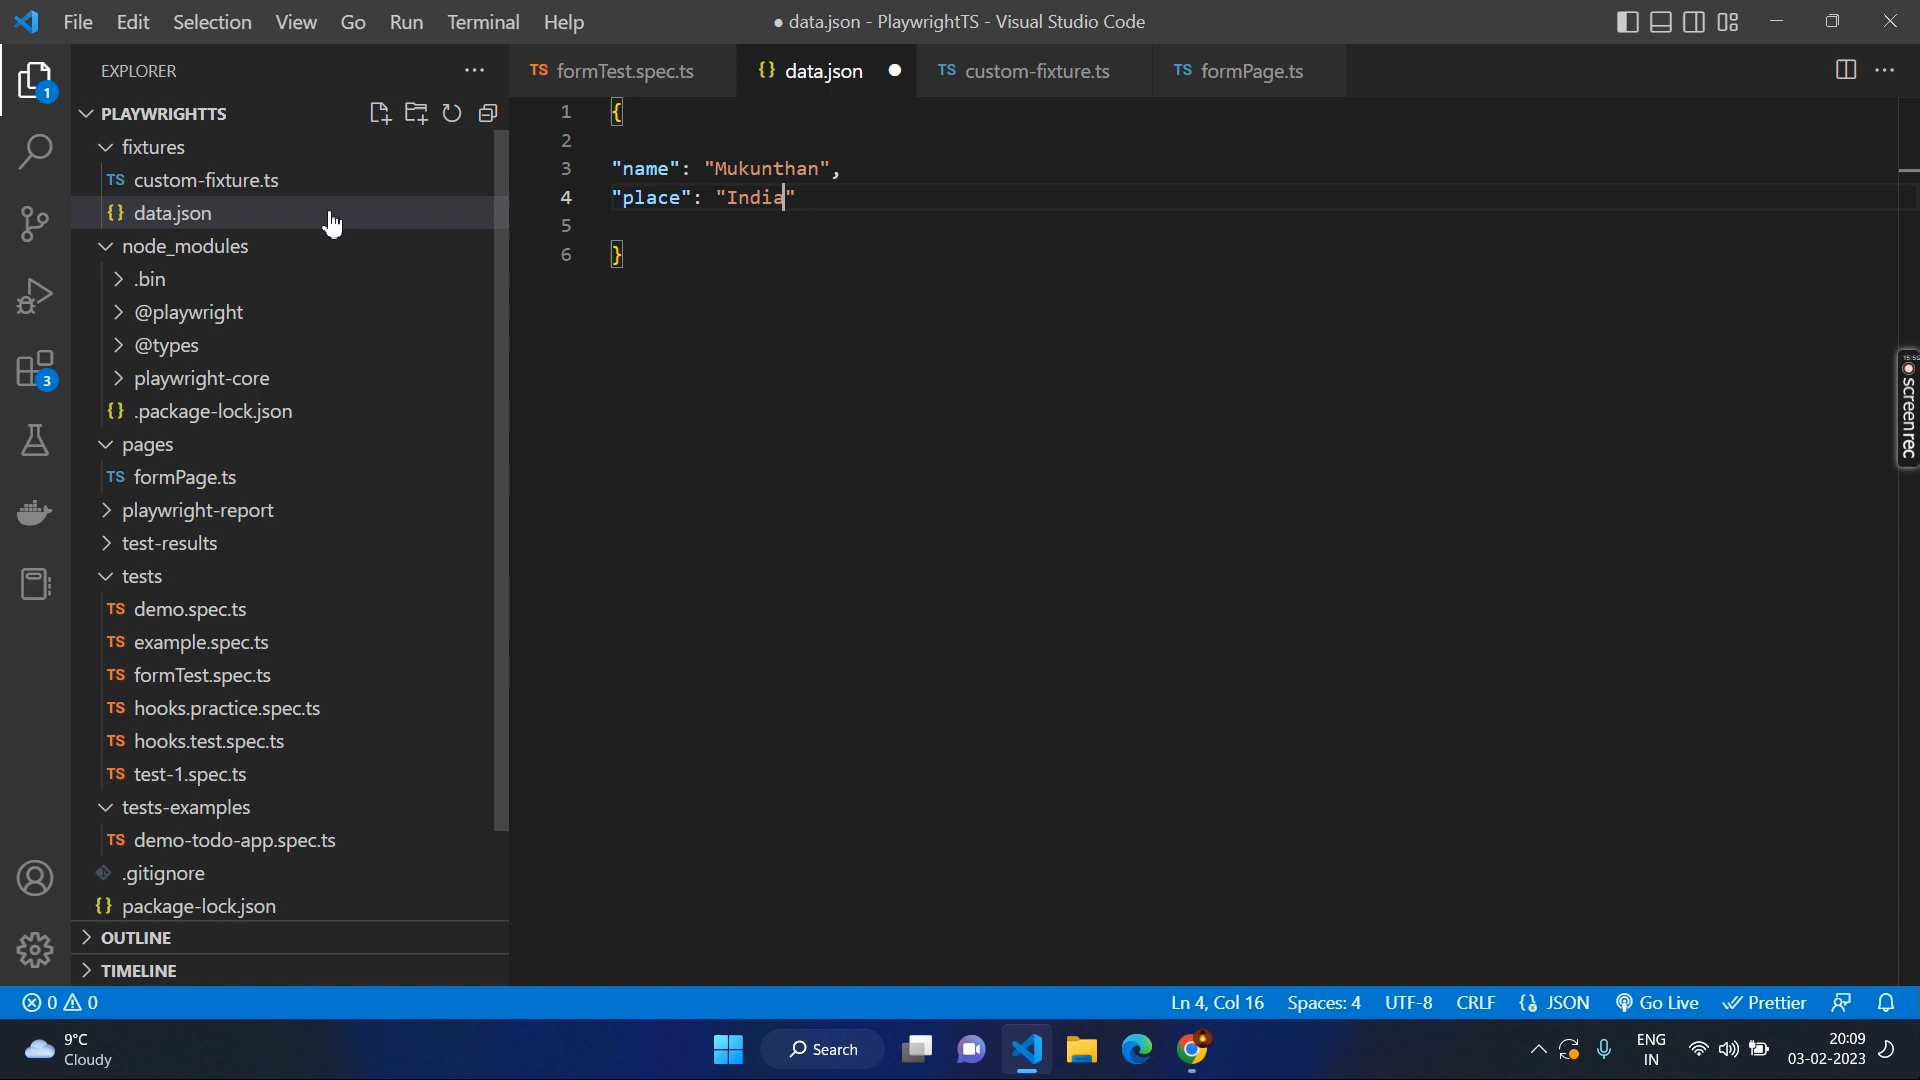 File Edit Selection View Go Run Terminal Help
● data.json - PlaywrightTS - Visual Studio Code
EXPLORER
TS formTest.spec.ts
{} data.json
TS custom-fixture.ts
TS formPage.ts
1
PLAYWRIGHTTS
fixtures
TS custom-fixture.ts
{} data.json
node_modules
.bin
@playwright
@types
playwright-core
{} .package-lock.json
pages
TS formPage.ts
playwright-report
test-results
tests
TS demo.spec.ts
TS example.spec.ts
TS formTest.spec.ts
TS hooks.practice.spec.ts
TS hooks.test.spec.ts
TS test-1.spec.ts
tests-examples
TS demo-todo-app.spec.ts
.gitignore
{} package-lock.json
OUTLINE
TIMELINE
3
1 {
2
3 "name": "Mukunthan",
4 "place": "India"
5
6 }
screenrec
0 0
Ln 4, Col 16 Spaces: 4 UTF-8 CRLF {} JSON Go Live Prettier
9°C
Cloudy
Search
ENG
IN
20:09
03-02-2023